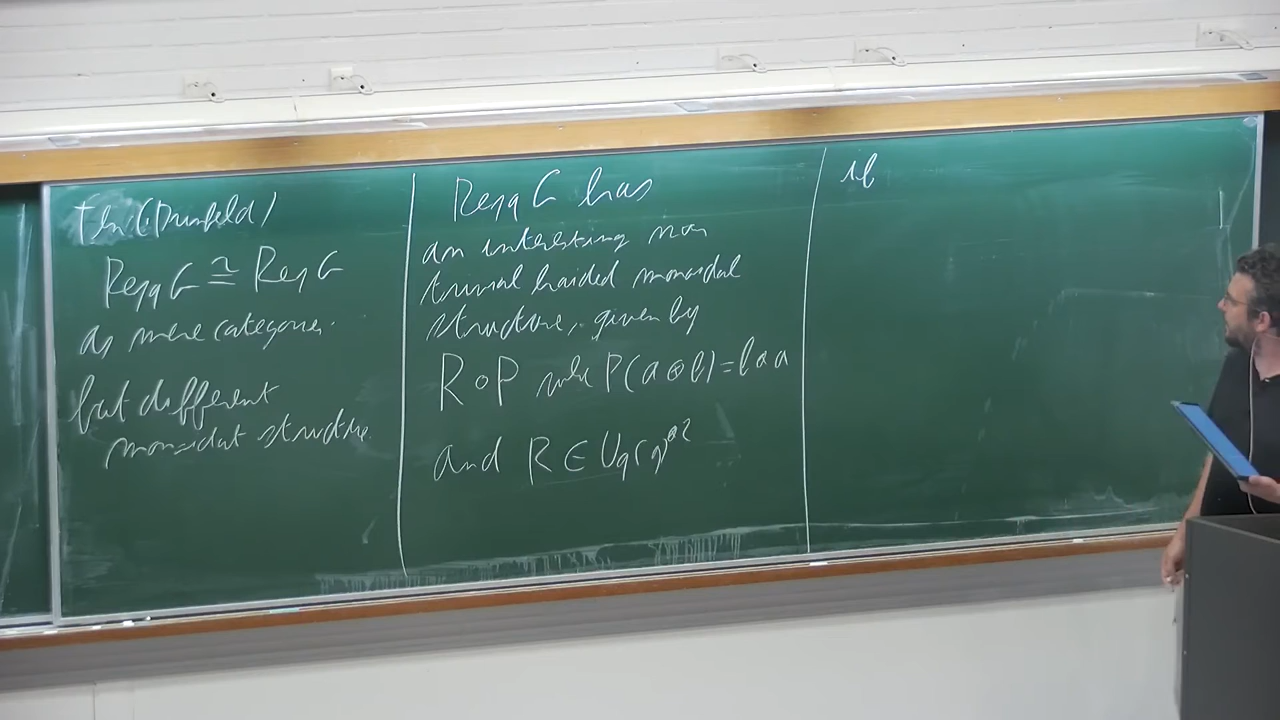 Thm (Drinfeld)
Rep_q G ≅ Rep G
as mere categories.
but different
monoidal structure
Rep_q G has
an interesting non
trivial braided monoidal
structure, given by
R∘P where P(a⊗b)=b⊗a
and R ∈ U_q(g)^{⊗2}
If